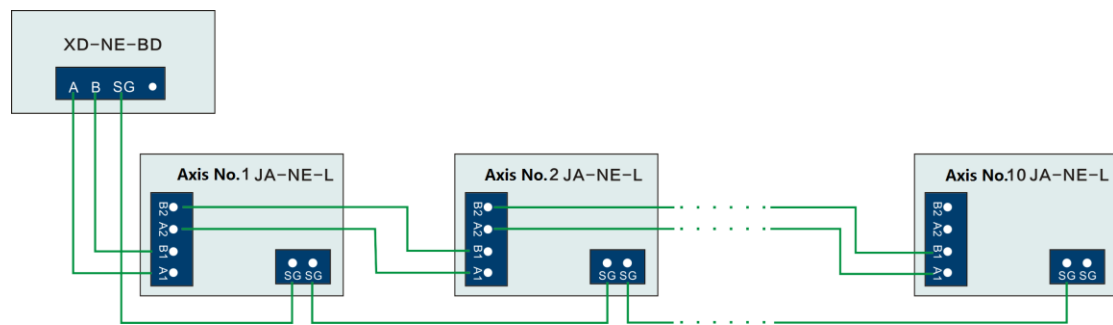 XD-NE-BD
A B SG
Axis No.1 JA-NE-L
B2
A2
B1
A1
SG SG
Axis No.2 JA-NE-L
B2
A2
B1
A1
SG SG
Axis No.10 JA-NE-L
B2
A2
B1
A1
SG SG